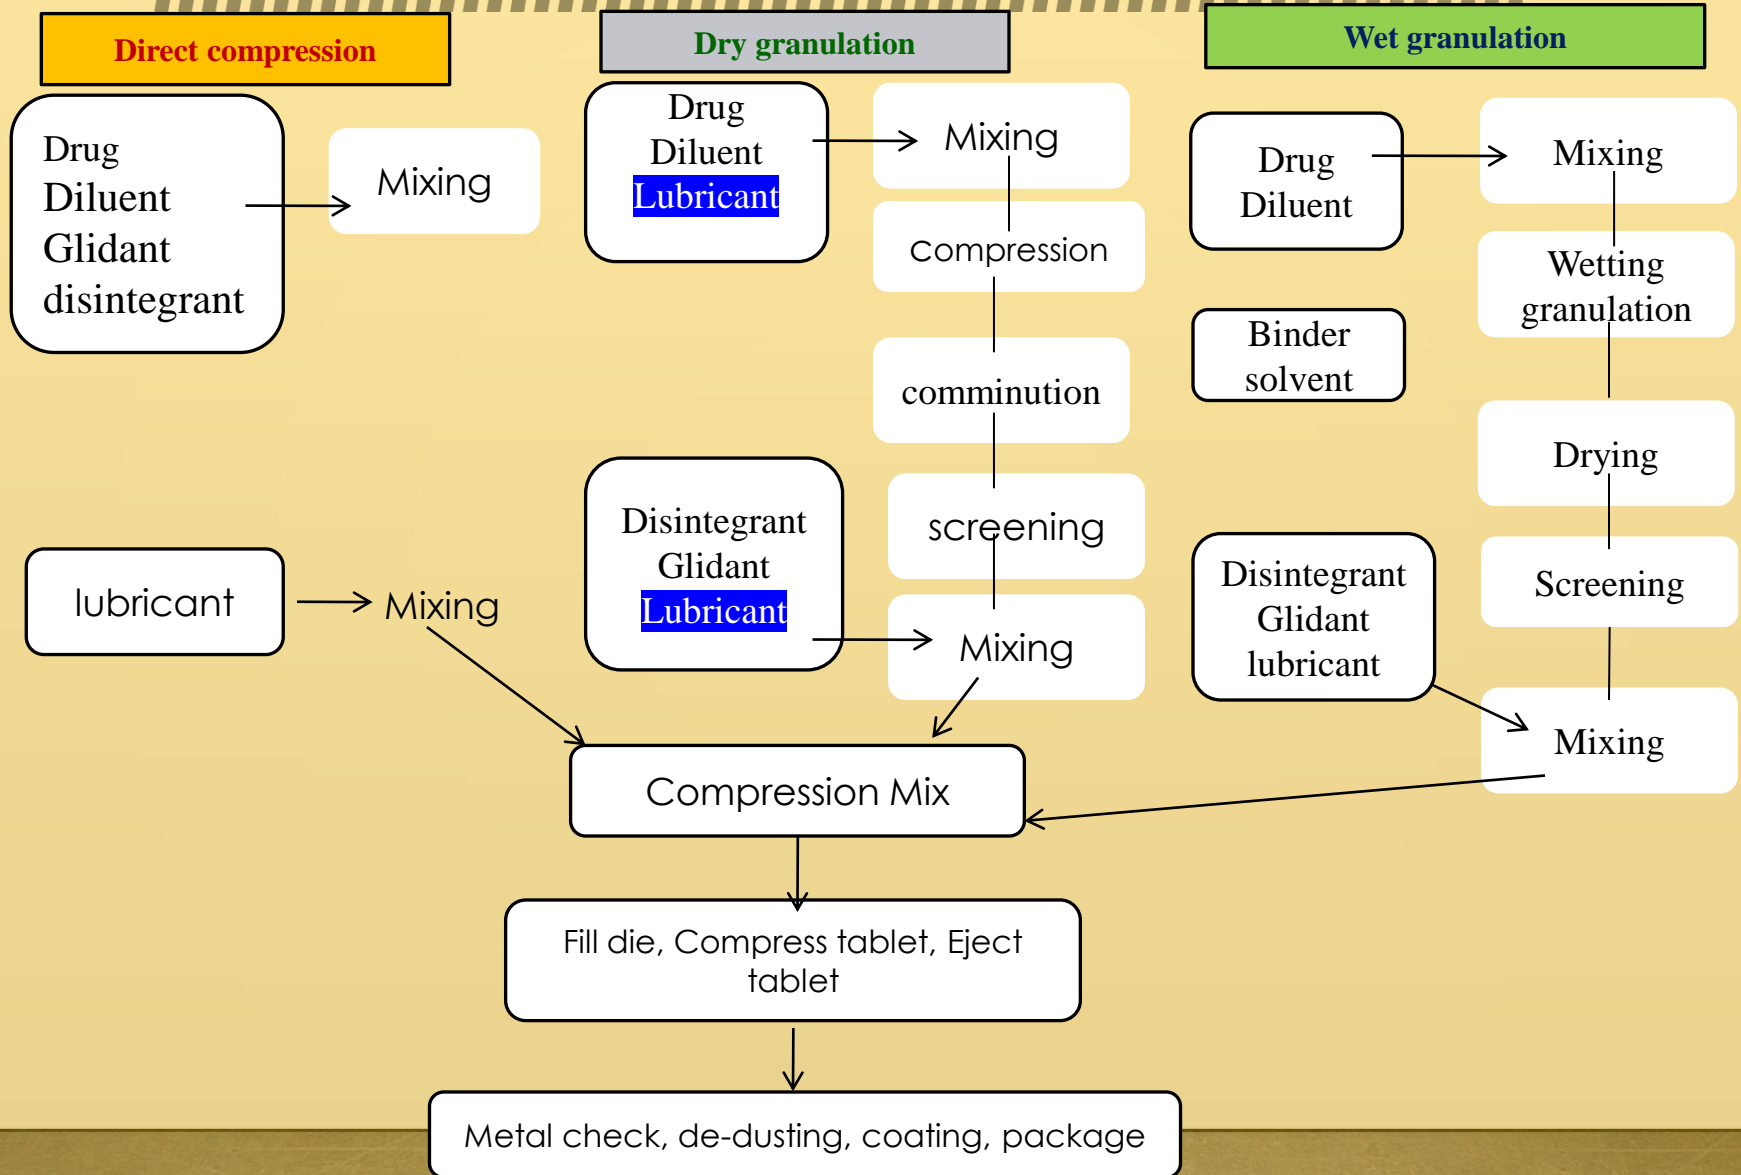 Direct compression
Drug
Diluent
Glidant
disintegrant
Mixing
lubricant
Mixing
Dry granulation
Drug
Diluent
Lubricant
Mixing
compression
comminution
screening
Disintegrant
Glidant
Lubricant
Mixing
Wet granulation
Drug
Diluent
Mixing
Binder
solvent
Wetting
granulation
Drying
Screening
Disintegrant
Glidant
lubricant
Mixing
Compression Mix
Fill die, Compress tablet, Eject
tablet
Metal check, de-dusting, coating, package